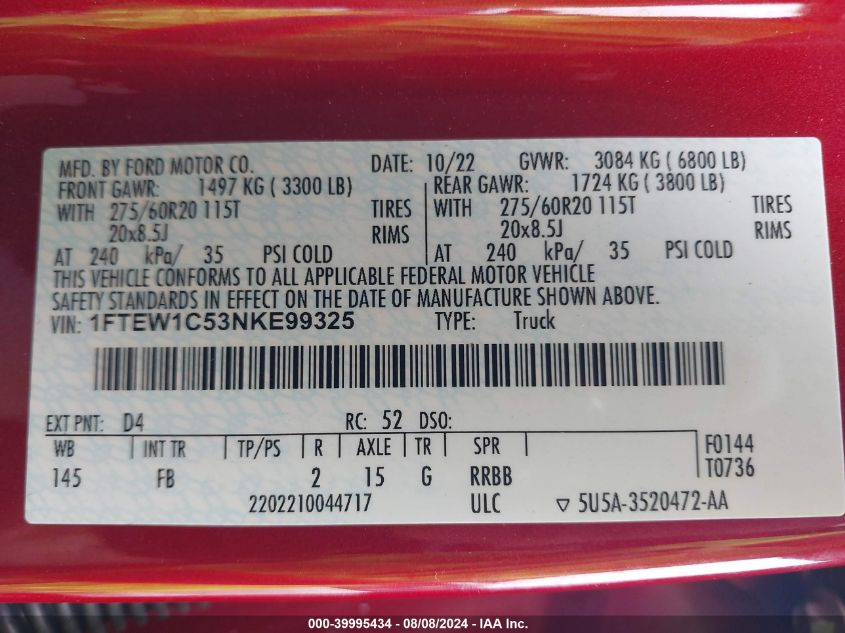 MFD. BY FORD MOTOR CO. DATE: 10/22 GVWR: 3084 KG ( 6800 LB)
FRONT GAWR: 1497 KG ( 3300 LB) REAR GAWR: 1724 KG ( 3800 LB)
WITH 275/60R20 115T TIRES WITH 275/60R20 115T TIRES
20x8.5J RIMS 20x8.5J RIMS
AT 240 kPa/ 35 PSI COLD AT 240 kPa/ 35 PSI COLD
THIS VEHICLE CONFORMS TO ALL APPLICABLE FEDERAL MOTOR VEHICLE
SAFETY STANDARDS IN EFFECT ON THE DATE OF MANUFACTURE SHOWN ABOVE.
VIN: 1FTEW1C53NKE99325 TYPE: Truck
EXT PNT: D4 RC: 52 DSO:
WB INT TR TP/PS R AXLE TR SPR F0144
145 FB 2 15 G RRBB T0736
2202210044717 ULC ▽ 5U5A-3520472-AA
000-39995434 - 08/08/2024 - IAA Inc.